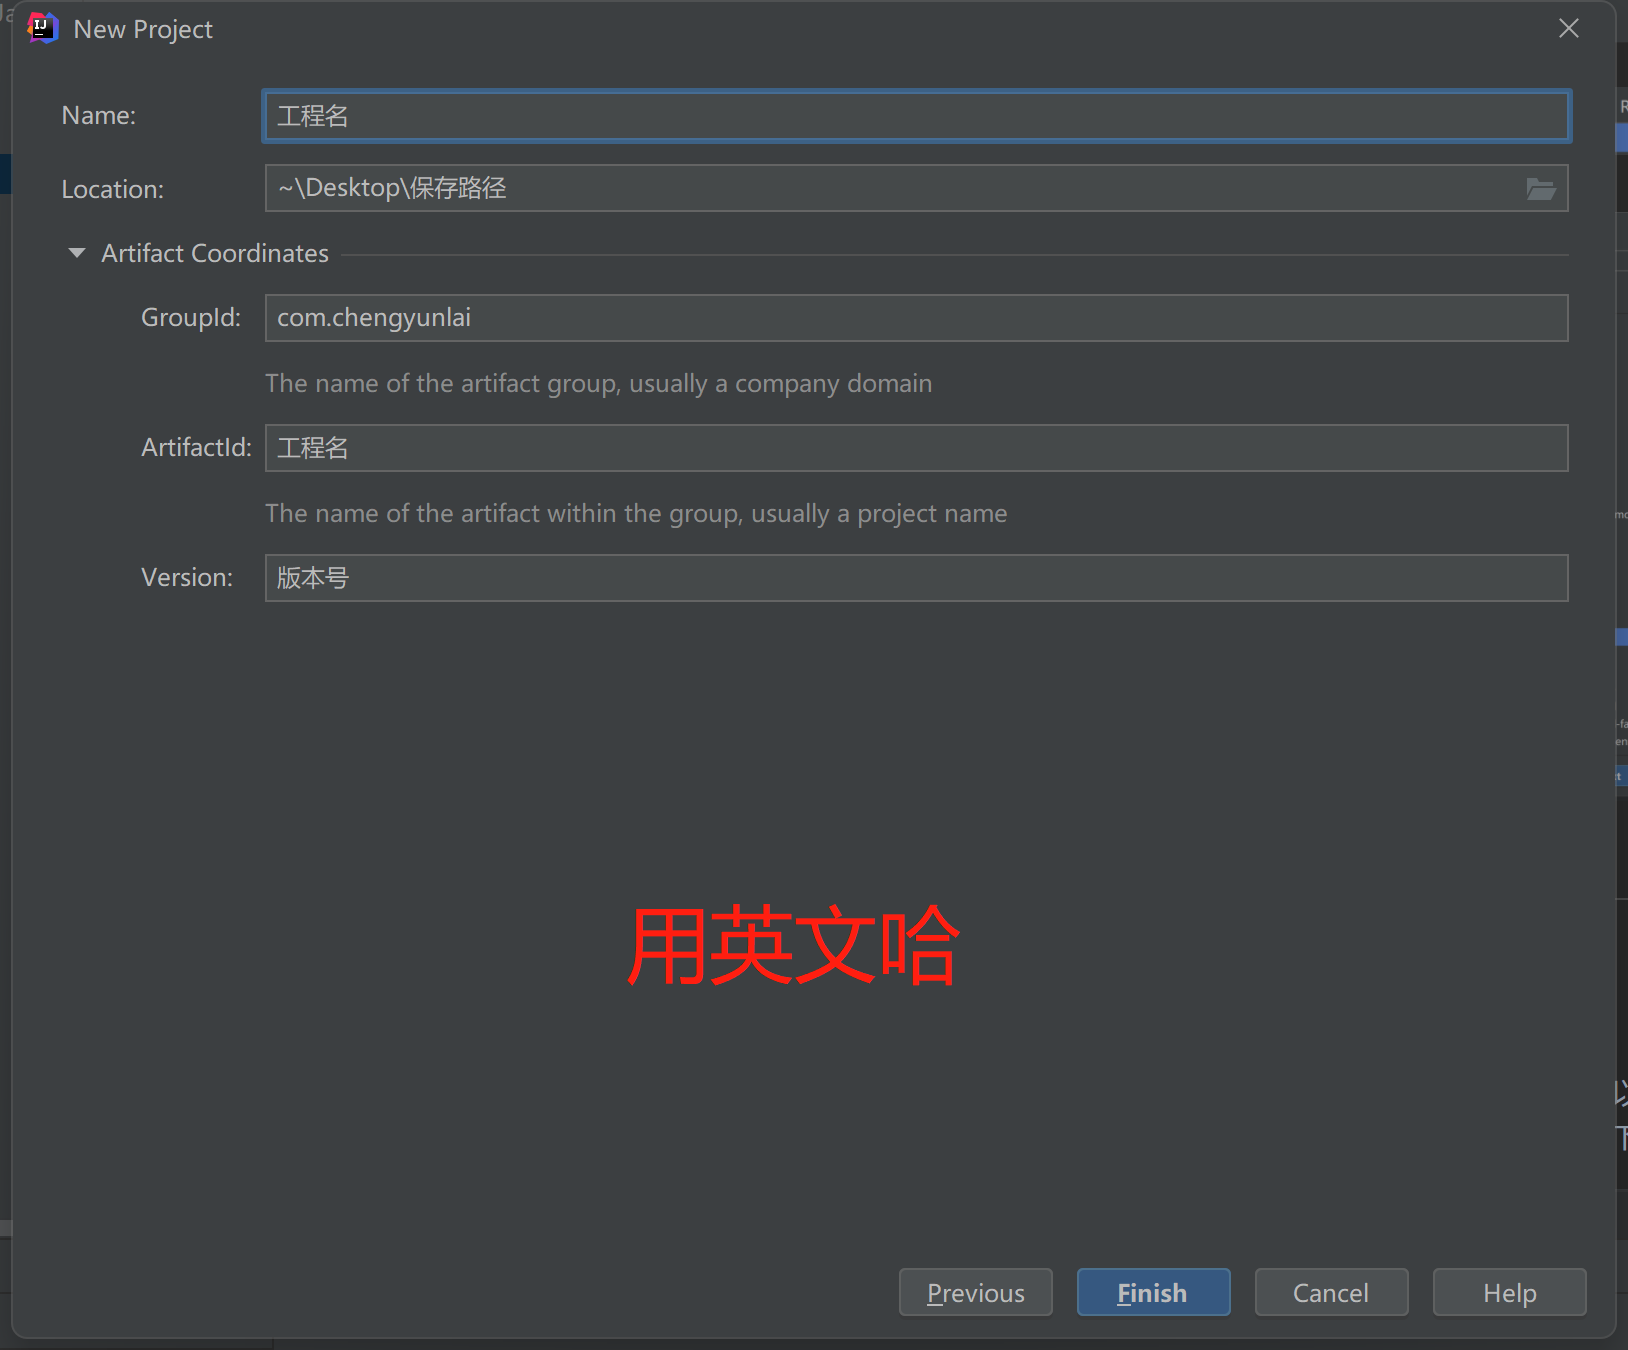 New Project
Name: 工程名
Location: ~\Desktop\保存路径
Artifact Coordinates
GroupId: com.chengyunlai
The name of the artifact group, usually a company domain
ArtifactId: 工程名
The name of the artifact within the group, usually a project name
Version: 版本号
用英文哈
Previous Finish Cancel Help